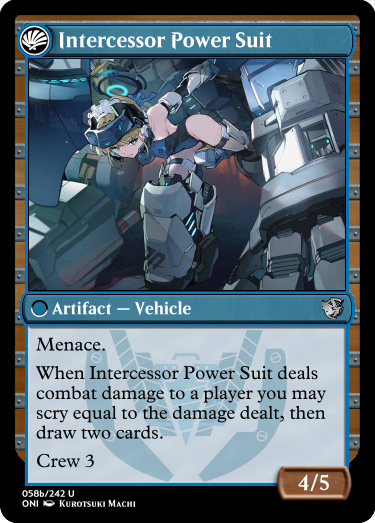 Intercessor Power Suit
Artifact — Vehicle
Menace.
When Intercessor Power Suit deals
combat damage to a player you may
scry equal to the damage dealt, then
draw two cards.
Crew 3
4/5
058b/242 U
ONI Kurotsuki Machi